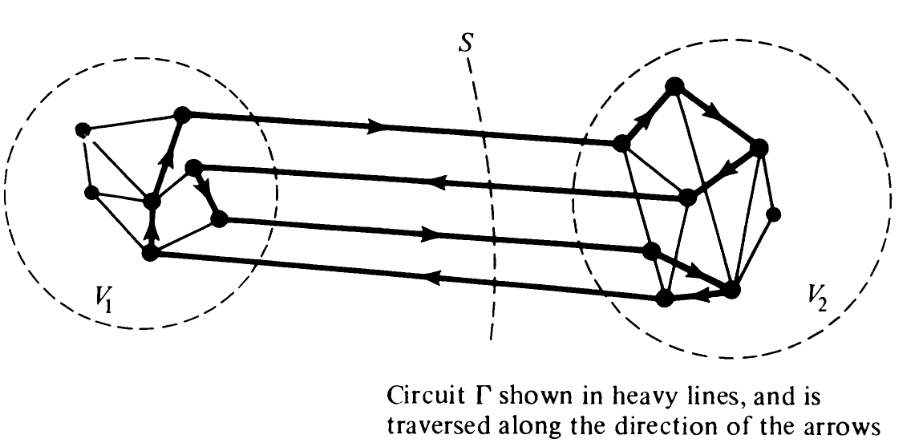 S
V₁
V₂
Circuit Γ shown in heavy lines, and is
traversed along the direction of the arrows